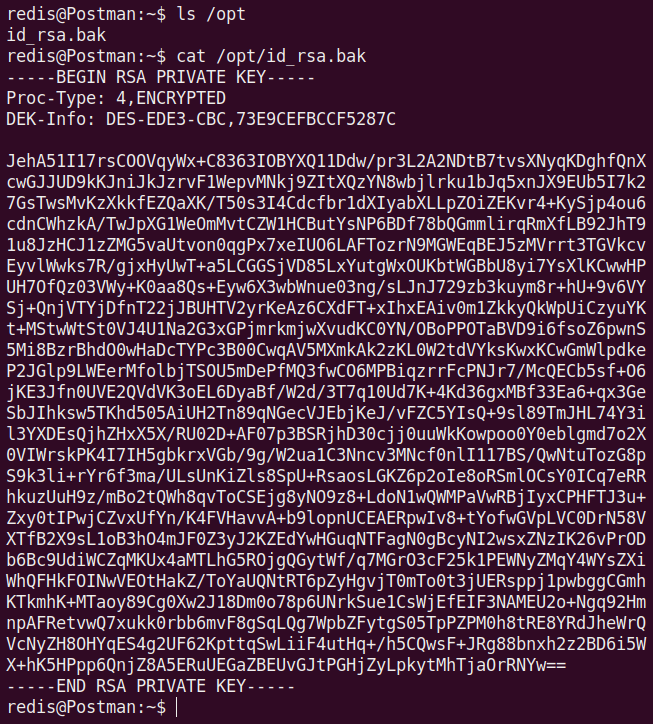 redis@Postman:~$ ls /opt
id_rsa.bak
redis@Postman:~$ cat /opt/id_rsa.bak
-----BEGIN RSA PRIVATE KEY-----
Proc-Type: 4,ENCRYPTED
DEK-Info: DES-EDE3-CBC,73E9CEFBCCF5287C

JehA51I17rsCOOVqyWx+C8363IOBYXQ11Ddw/pr3L2A2NDtB7tvsXNyqKDghfQnX
cwGJJUD9kKJniJkJzrvF1WepvMNkj9ZItXQzYN8wbjlrku1bJq5xnJX9EUb5I7k2
7GsTwsMvKzXkkfEZQaXK/T50s3I4Cdcfbr1dXIyabXLLpZOiZEKvr4+KySjp4ou6
cdnCWhzkA/TwJpXG1WeOmMvtCZW1HCButYsNP6BDf78bQGmmlirqRmXfLB92JhT9
1u8JzHCJ1zZMG5vaUtvon0qgPx7xeIUO6LAFTozrN9MGWEqBEJ5zMVrrt3TGVkcv
EyvlWwks7R/gjxHyUwT+a5LCGGSjVD85LxYutgWxOUKbtWGBbU8yi7YsXlKCwwHP
UH7OfQz03VWy+K0aa8Qs+Eyw6X3wbWnue03ng/sLJnJ729zb3kuym8r+hU+9v6VY
Sj+QnjVTYjDfnT22jJBUHTV2yrKeAz6CXdFT+xIhxEAiv0m1ZkkyQkWpUiCzyuYK
t+MStwWtSt0VJ4U1Na2G3xGPjmrkmjwXvudKC0YN/OBoPPOTaBVD9i6fsoZ6pwnS
5Mi8BzrBhdO0wHaDcTYPc3B00CwqAV5MXmkAk2zKL0W2tdVYksKwxKCwGmWlpdke
P2JGlp9LWEerMfolbjTSOU5mDePfMQ3fwCO6MPBiqzrrFcPNJr7/McQECb5sf+O6
jKE3Jfn0UVE2QVdVK3oEL6DyaBf/W2d/3T7q10Ud7K+4Kd36gxMBf33Ea6+qx3Ge
SbJIhksw5TKhd505AiUH2Tn89qNGecVJEbjKeJ/vFZC5YIsQ+9sl89TmJHL74Y3i
l3YXDEsQjhZHxX5X/RU02D+AF07p3BSRjhD30cjj0uuWkKowpoo0Y0eblgmd7o2X
0VIWrskPK4I7IH5gbkrxVGb/9g/W2ua1C3Nncv3MNcf0nlI117BS/QwNtuTozG8p
S9k3li+rYr6f3ma/ULsUnKiZls8SpU+RsaosLGKZ6p2oIe8oRSmlOCsY0ICq7eRR
hkuzUuH9z/mBo2tQWh8qvToCSEjg8yNO9z8+LdoN1wQWMPaVwRBjIyxCPHFTJ3u+
Zxy0tIPwjCZvxUfYn/K4FVHavvA+b9lopnUCEAERpwIv8+tYofwGVpLVC0DrN58V
XTfB2X9sL1oB3hO4mJF0Z3yJ2KZEdYwHGuqNTFagN0gBcyNI2wsxZNzIK26vPrOD
b6Bc9UdiWCZqMKUx4aMTLhG5ROjgQGytWf/q7MGrO3cF25k1PEWNyZMqY4WYsZXi
WhQFHkFOINwVEOtHakZ/ToYaUQNtRT6pZyHgvjT0mTo0t3jUERsppj1pwbggCGmh
KTkmhK+MTaoy89Cg0Xw2J18Dm0o78p6UNrkSue1CsWjEfEIF3NAMEU2o+Ngq92Hm
npAFRetvwQ7xukk0rbb6mvF8gSqLQg7WpbZFytgS05TpPZPM0h8tRE8YRdJheWrQ
VcNyZH8OHYqES4g2UF62KpttqSwLiiF4utHq+/h5CQwsF+JRg88bnxh2z2BD6i5W
X+hK5HPpp6QnjZ8A5ERuUEGaZBEUvGJtPGHjZyLpkytMhTjaOrRNYw==
-----END RSA PRIVATE KEY-----
redis@Postman:~$